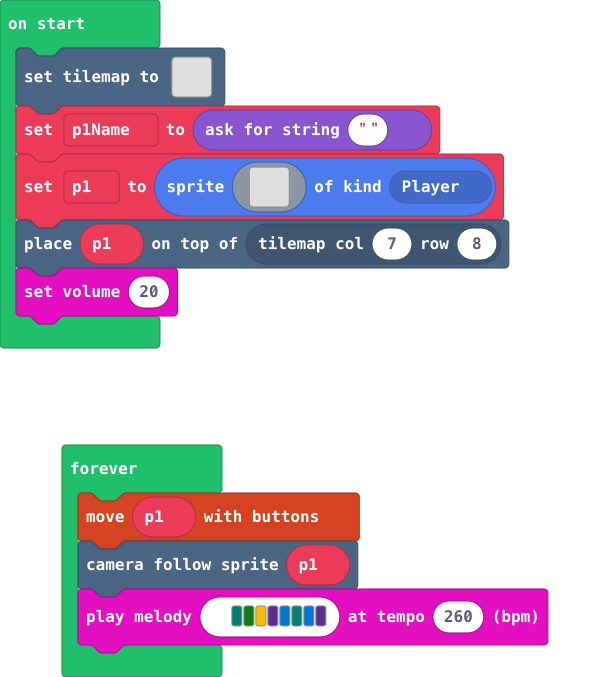 on start
set tilemap to
set p1Name to ask for string " "
set p1 to sprite of kind Player
place p1 on top of tilemap col 7 row 8
set volume 20
forever
move p1 with buttons
camera follow sprite p1
play melody at tempo 260 (bpm)